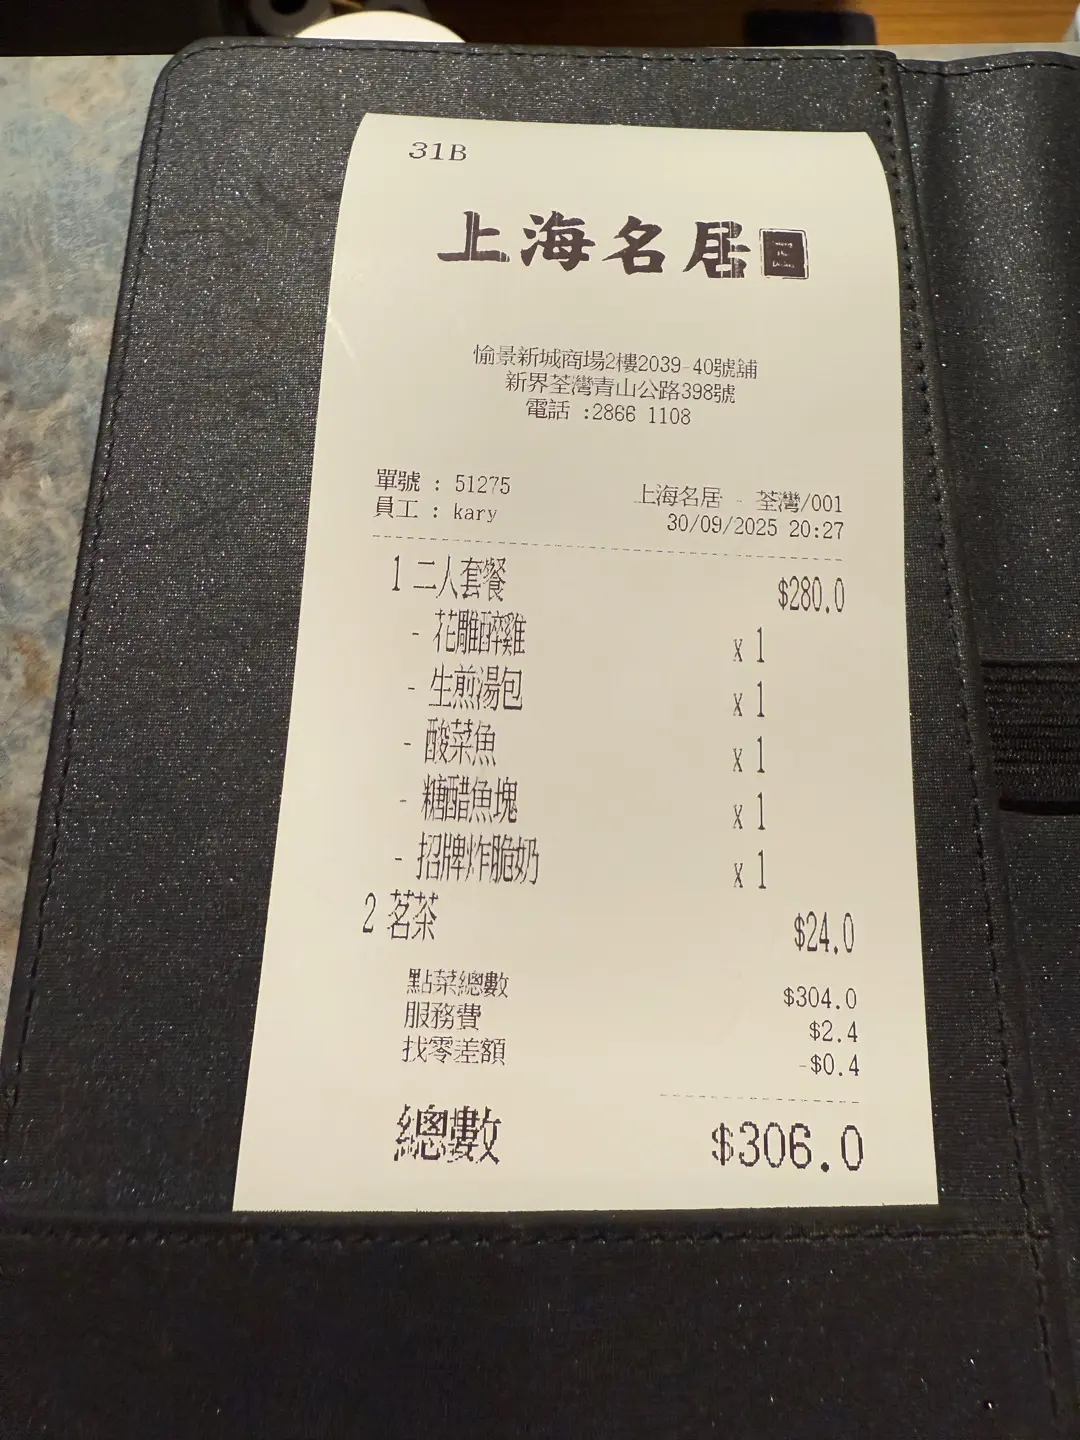 31B
上海名居
愉景新城商場2樓2039-40號舖
新界荃灣青山公路398號
電話 :2866 1108
單號 : 51275
員工 : kary
上海名居 - 荃灣/001
30/09/2025 20:27
1 二人套餐 $280.0
- 花雕醉雞 x 1
- 生煎湯包 x 1
- 酸菜魚 x 1
- 糖醋魚塊 x 1
- 招牌炸脆奶 x 1
2 茗茶 $24.0
點菜總數 $304.0
服務費 $2.4
找零差額 -$0.4
總數 $306.0